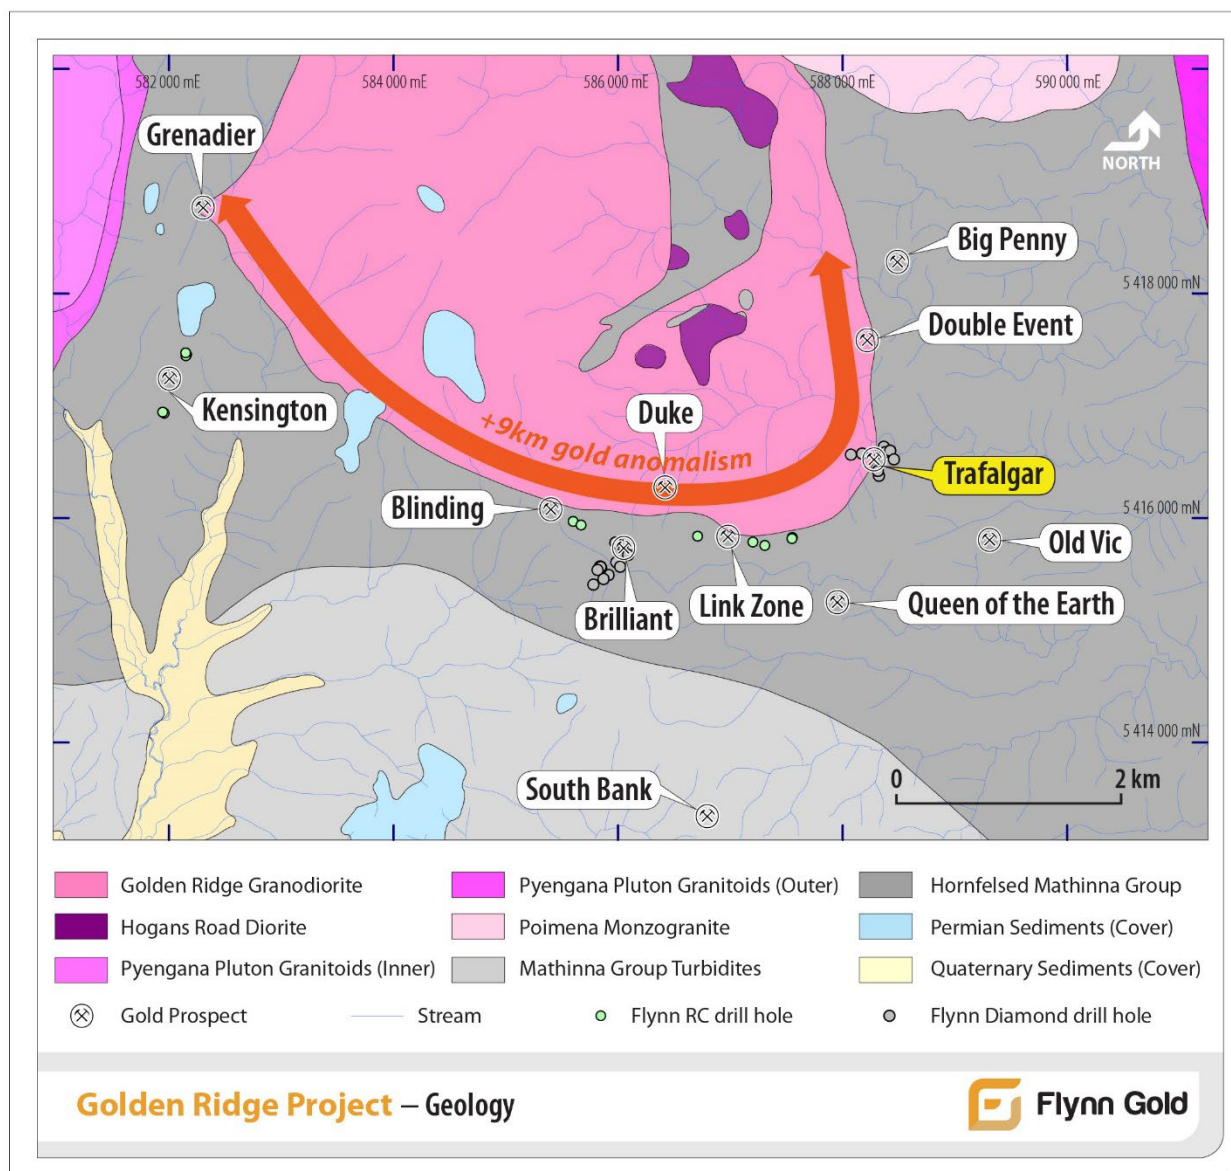 582 000 mE
584 000 mE
586 000 mE
588 000 mE
590 000 mE
Grenadier
NORTH
Big Penny
5 418 000 mN
Double Event
Kensington
Duke
+9km gold anomalism
Trafalgar
Blinding
5 416 000 mN
Old Vic
Brilliant
Link Zone
Queen of the Earth
5 414 000 mN
South Bank
0
2 km
Golden Ridge Granodiorite
Pyengana Pluton Granitoids (Outer)
Hornfelsed Mathinna Group
Hogans Road Diorite
Poimena Monzogranite
Permian Sediments (Cover)
Pyengana Pluton Granitoids (Inner)
Mathinna Group Turbidites
Quaternary Sediments (Cover)
Gold Prospect
Stream
Flynn RC drill hole
Flynn Diamond drill hole
Golden Ridge Project – Geology
Flynn Gold